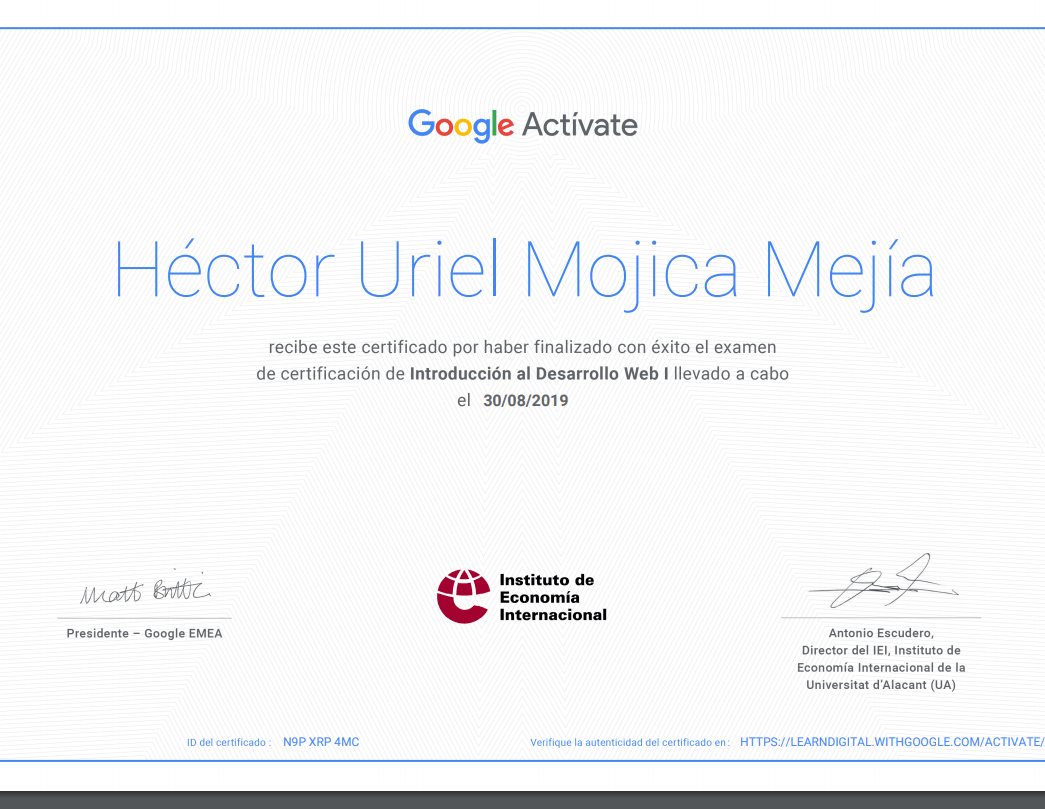 Google Actívate
Héctor Uriel Mojica Mejía
recibe este certificado por haber finalizado con éxito el examen
de certificación de Introducción al Desarrollo Web I llevado a cabo
el 30/08/2019
Matt Brittin
Presidente – Google EMEA
Instituto de
Economía
Internacional
Antonio Escudero,
Director del IEI, Instituto de
Economía Internacional de la
Universitat d'Alacant (UA)
ID del certificado : N9P XRP 4MC
Verifique la autenticidad del certificado en : HTTPS://LEARNDIGITAL.WITHGOOGLE.COM/ACTIVATE/